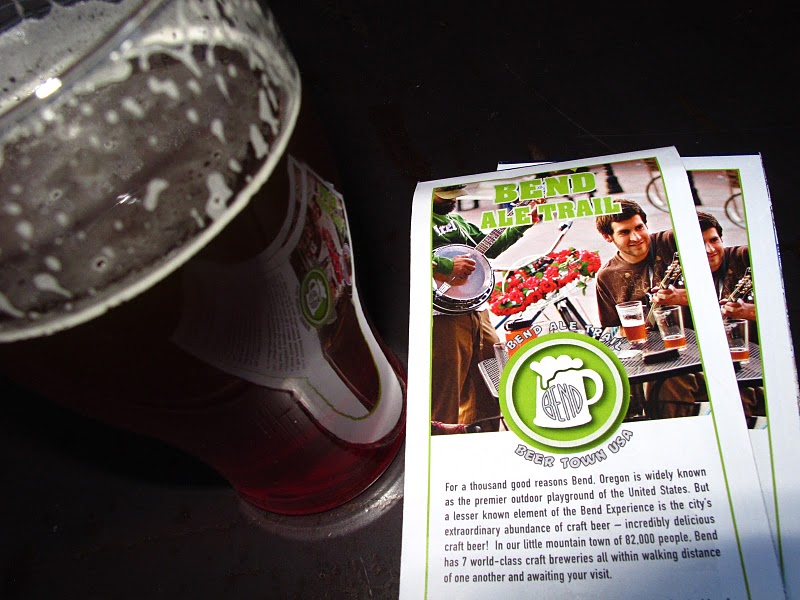 BEND
ALE TRAIL
BEND ALE TRAIL
BEND
BEER TOWN USA
For a thousand good reasons Bend, Oregon is widely known
as the premier outdoor playground of the United States. But
a lesser known element of the Bend Experience is the city's
extraordinary abundance of craft beer – incredibly delicious
craft beer! In our little mountain town of 82,000 people, Bend
has 7 world-class craft breweries all within walking distance
of one another and awaiting your visit.